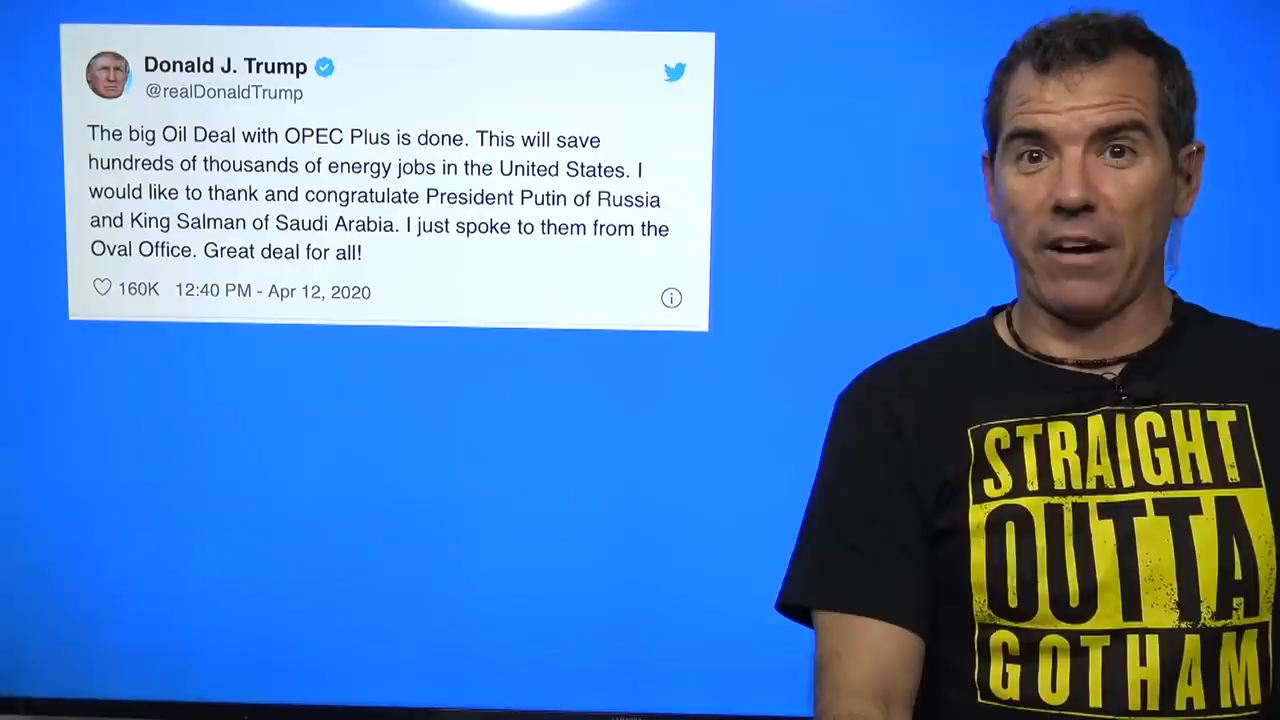 Donald J. Trump
@realDonaldTrump
The big Oil Deal with OPEC Plus is done. This will save
hundreds of thousands of energy jobs in the United States. I
would like to thank and congratulate President Putin of Russia
and King Salman of Saudi Arabia. I just spoke to them from the
Oval Office. Great deal for all!
160K 12:40 PM - Apr 12, 2020
STRAIGHT
OUTTA
GOTHAM